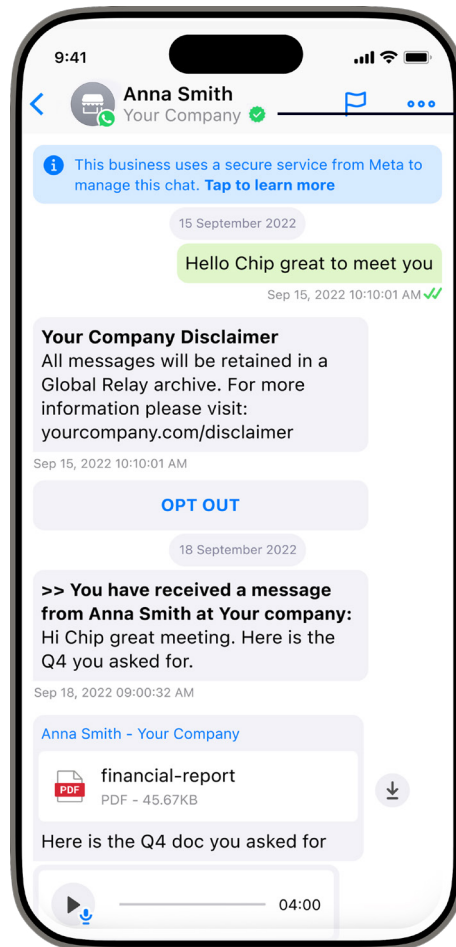 9:41
Anna Smith
Your Company
This business uses a secure service from Meta to
manage this chat. Tap to learn more
15 September 2022
Hello Chip great to meet you
Sep 15, 2022 10:10:01 AM
Your Company Disclaimer
All messages will be retained in a
Global Relay archive. For more
information please visit:
yourcompany.com/disclaimer
Sep 15, 2022 10:10:01 AM
OPT OUT
18 September 2022
>> You have received a message
from Anna Smith at Your company:
Hi Chip great meeting. Here is the
Q4 you asked for.
Sep 18, 2022 09:00:32 AM
Anna Smith - Your Company
financial-report
PDF
PDF - 45.67KB
Here is the Q4 doc you asked for
04:00